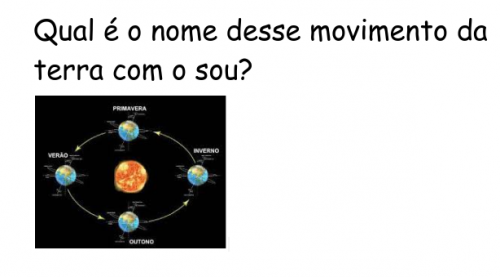 Qual é o nome desse movimento da
terra com o sou?
PRIMAVERA
VERÃO
INVERNO
OUTONO